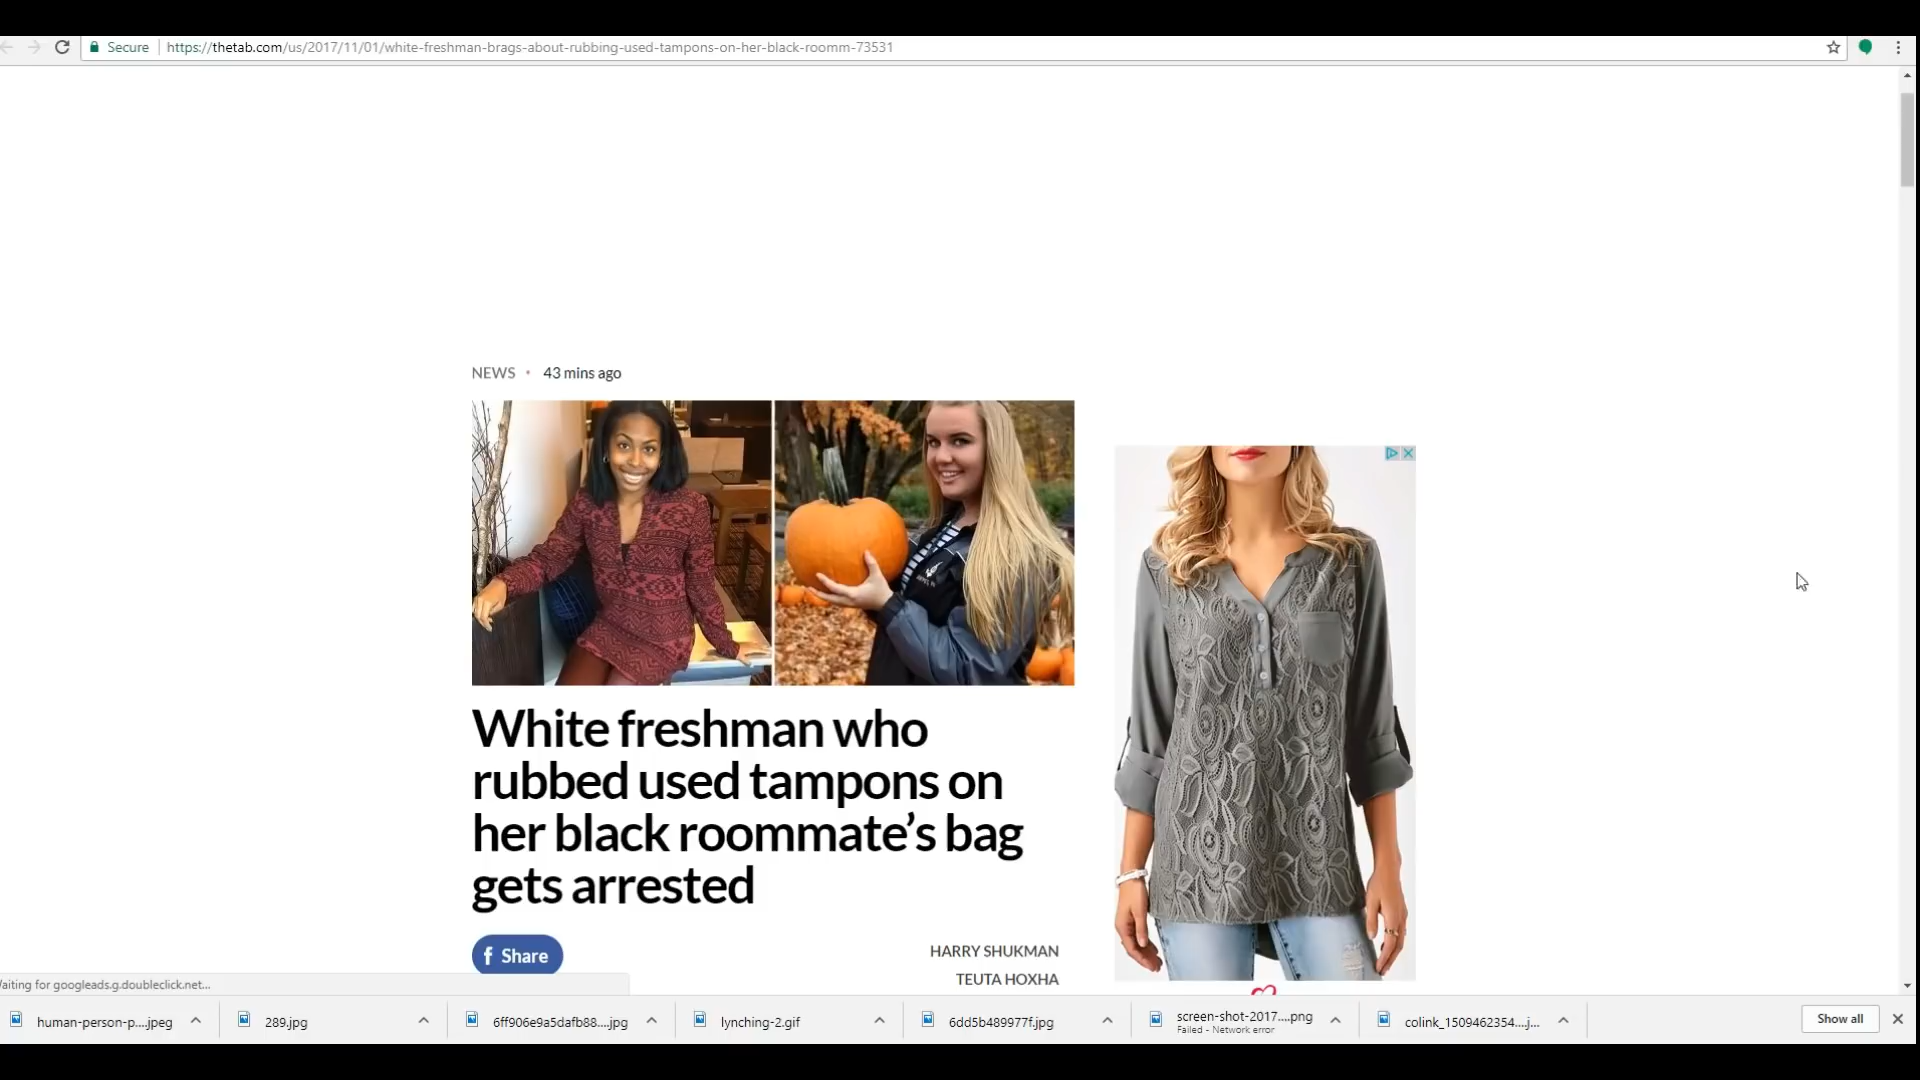 Secure https://thetab.com/us/2017/11/01/white-freshman-brags-about-rubbing-used-tampons-on-her-black-roomm-73531
NEWS • 43 mins ago
White freshman who
rubbed used tampons on
her black roommate’s bag
gets arrested
f Share
HARRY SHUKMAN
TEUTA HOXHA
aiting for googleads.g.doubleclick.net...
human-person-p....jpeg
289.jpg
6ff906e9a5dafb88....jpg
lynching-2.gif
6dd5b489977f.jpg
screen-shot-2017....png
Failed - Network error
colink_1509462354....j...
Show all